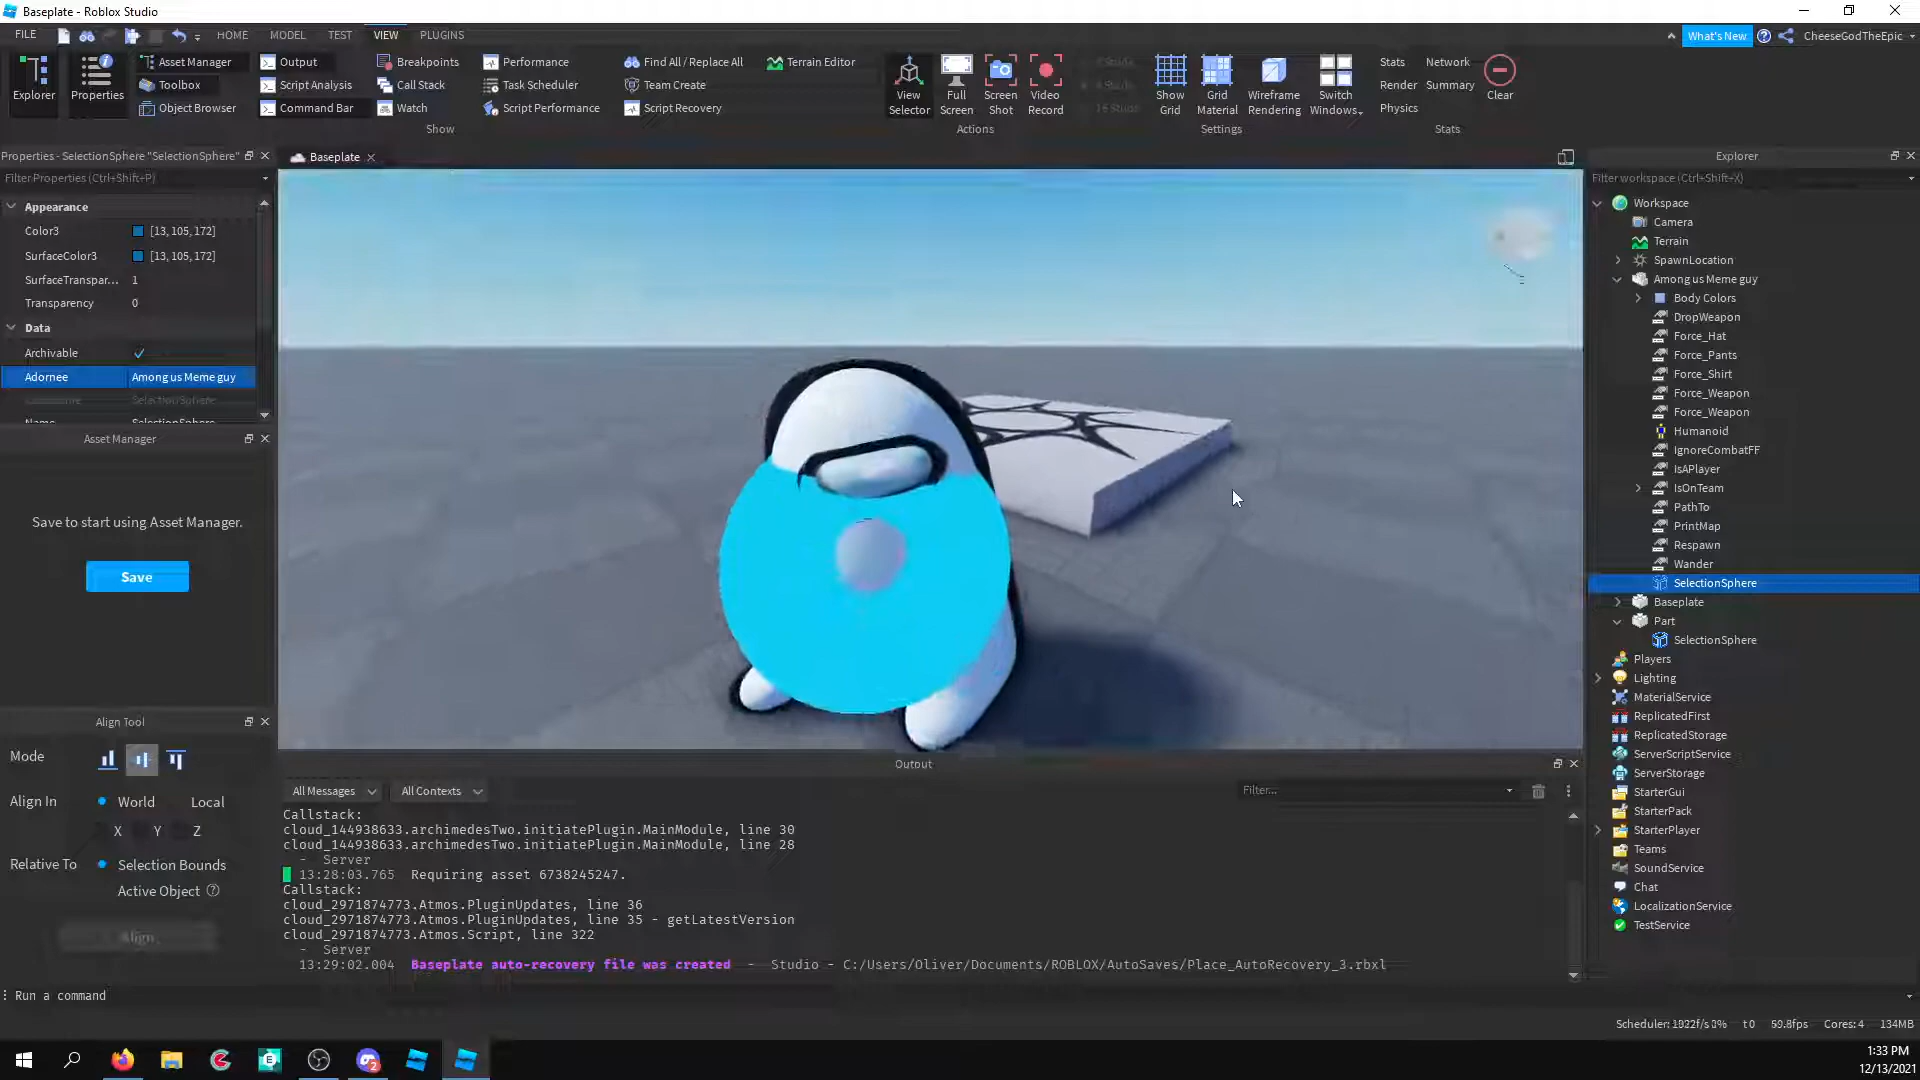 Baseplate - Roblox Studio
FILE HOME MODEL TEST VIEW PLUGINS What's New CheeseGodTheEpic
Explorer
Properties
Asset Manager
Toolbox
Object Browser
Output
Script Analysis
Command Bar
Breakpoints
Call Stack
Watch
Show
Performance
Task Scheduler
Script Performance
Find All / Replace All
Team Create
Script Recovery
Terrain Editor
View
Selector
Full
Screen
Screen
Shot
Video
Record
Actions
Show
Grid
Grid
Material
Wireframe
Rendering
Switch
Windows
Settings
Stats Network
Render Summary
Physics
Clear
Stats
Properties - SelectionSphere "SelectionSphere"
Filter Properties (Ctrl+Shift+P)
Appearance
Color3 [13, 105, 172]
SurfaceColor3 [13, 105, 172]
SurfaceTranspar... 1
Transparency 0
Data
Archivable
Adornee Among us Meme guy
SelectionSphere
Asset Manager
Save to start using Asset Manager.
Save
Align Tool
Mode
Align In World Local
X Y Z
Relative To Selection Bounds
Active Object
Align
Baseplate
Output
All Messages All Contexts Filter...
Callstack:
cloud_144938633.archimedesTwo.initiatePlugin.MainModule, line 30
cloud_144938633.archimedesTwo.initiatePlugin.MainModule, line 28
- Server
13:28:03.765 Requiring asset 6738245247.
Callstack:
cloud_2971874773.Atmos.PluginUpdates, line 36
cloud_2971874773.Atmos.PluginUpdates, line 35 - getLatestVersion
cloud_2971874773.Atmos.Script, line 322
- Server
13:29:02.004 Baseplate auto-recovery file was created - Studio - C:/Users/Oliver/Documents/ROBLOX/AutoSaves/Place_AutoRecovery_3.rbxl
Run a command
Explorer
Filter workspace (Ctrl+Shift+X)
Workspace
Camera
Terrain
SpawnLocation
Among us Meme guy
Body Colors
DropWeapon
Force_Hat
Force_Pants
Force_Shirt
Force_Weapon
Force_Weapon
Humanoid
IgnoreCombatFF
IsAPlayer
IsOnTeam
PathTo
PrintMap
Respawn
Wander
SelectionSphere
Baseplate
Part
SelectionSphere
Players
Lighting
MaterialService
ReplicatedFirst
ReplicatedStorage
ServerScriptService
ServerStorage
StarterGui
StarterPack
StarterPlayer
Teams
SoundService
Chat
LocalizationService
TestService
t 0 Cores: 4 134MB
1:33 PM
12/13/2021